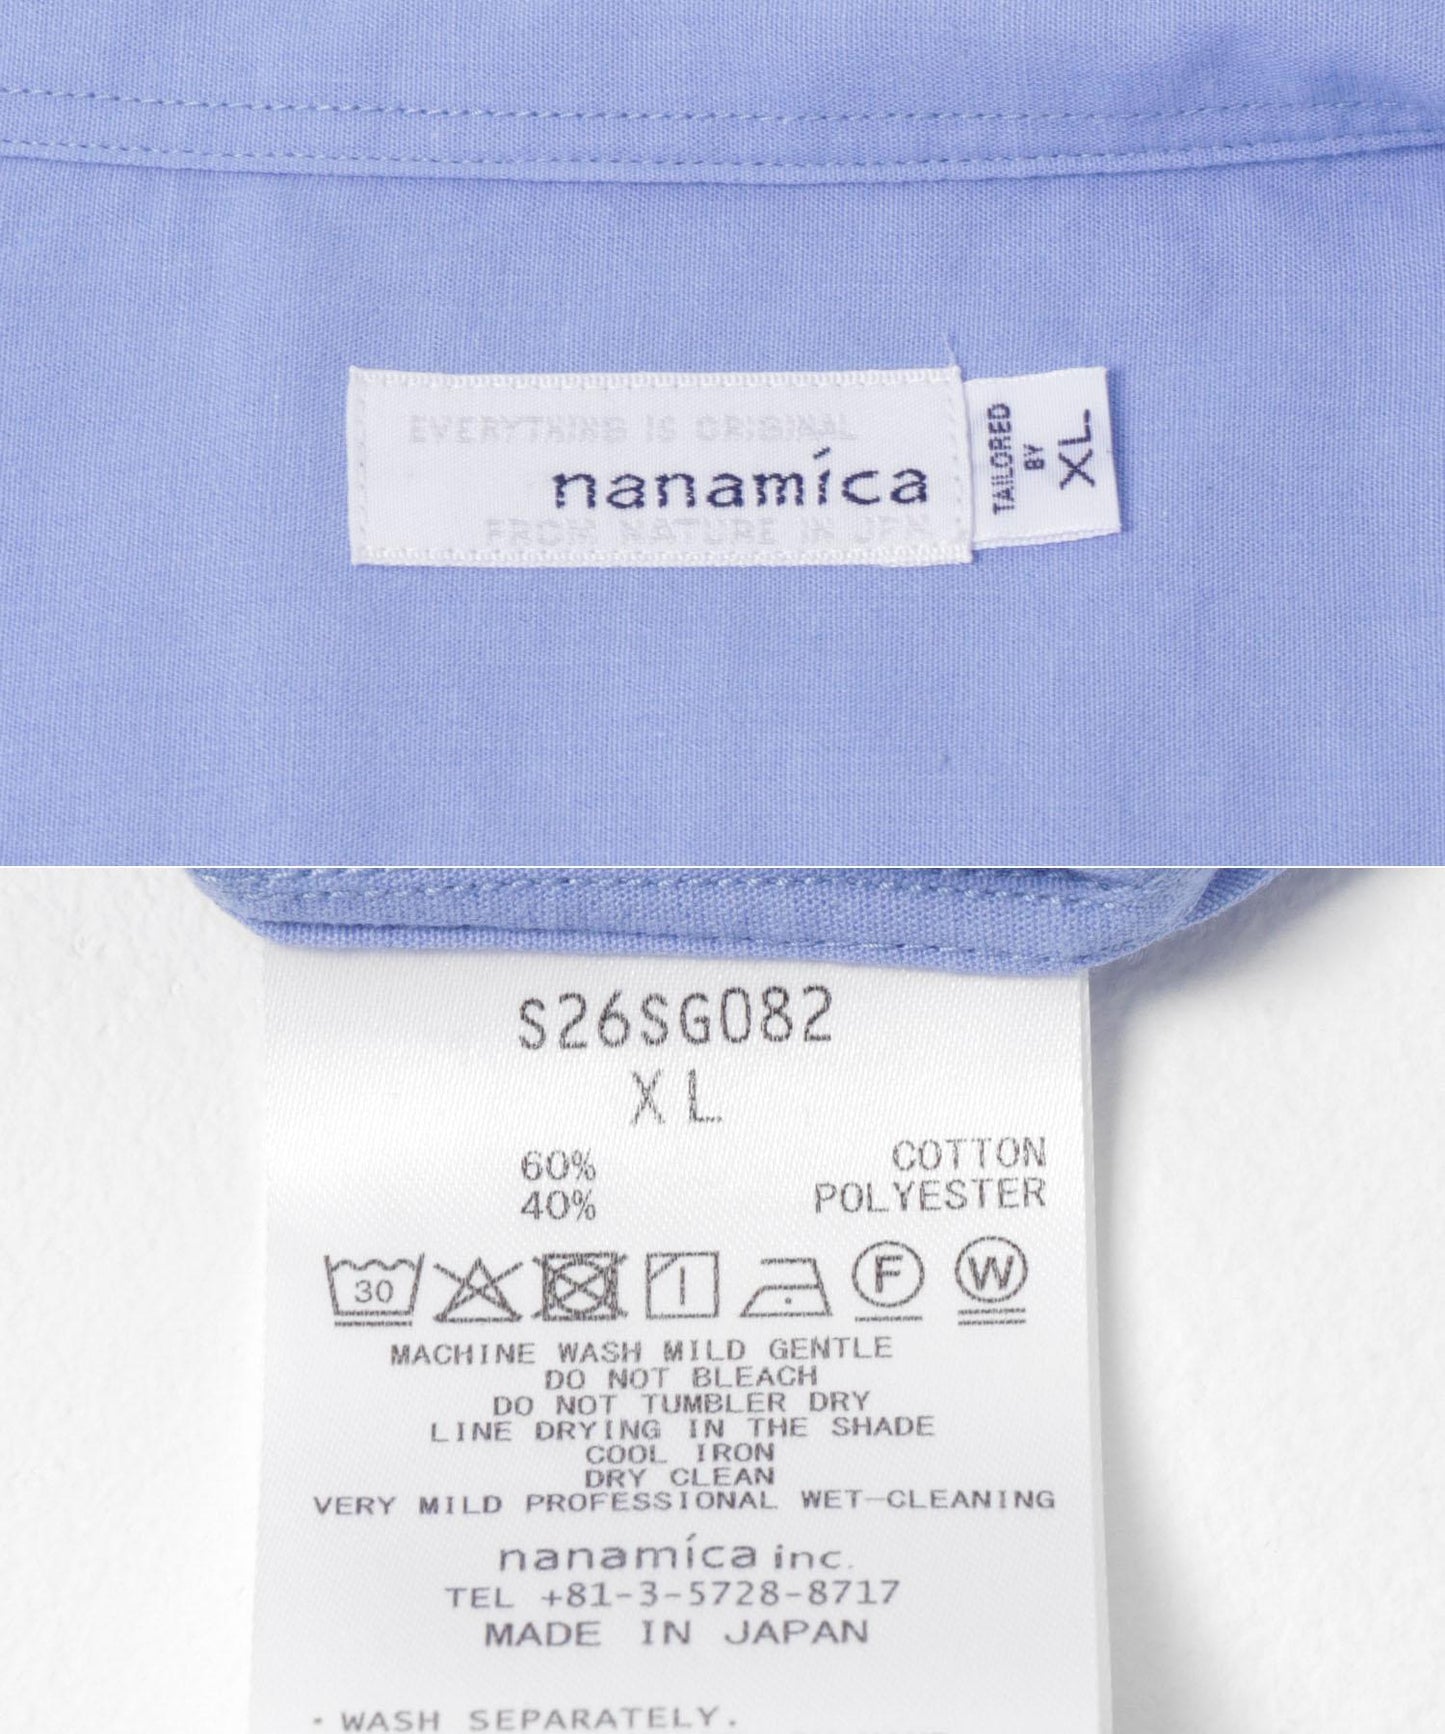 EVERYTHING IS ORIGINAL
nanamíca
FROM NATURE IN JPN
TAILORED
BY
XL-
S26SG082
XL
60% COTTON
40% POLYESTER
30 F W
MACHINE WASH MILD GENTLE
DO NOT BLEACH
DO NOT TUMBLER DRY
LINE DRYING IN THE SHADE
COOL IRON
DRY CLEAN
VERY MILD PROFESSIONAL WET-CLEANING
nanamíca inc.
TEL +81-3-5728-8717
MADE IN JAPAN
・WASH SEPARATELY.